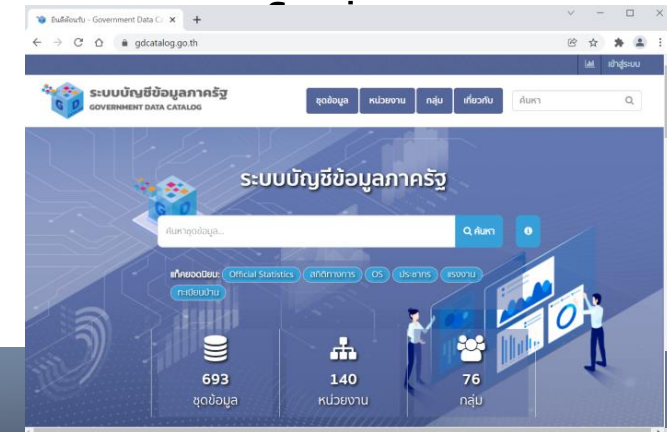 ยินดีต้อนรับ - Government Data C
gdcatalog.go.th
เข้าสู่ระบบ
ระบบบัญชีข้อมูลภาครัฐ
GOVERNMENT DATA CATALOG
ชุดข้อมูล
หน่วยงาน
กลุ่ม
เกี่ยวกับ
ค้นหา
G D
ระบบบัญชีข้อมูลภาครัฐ
ค้นหาชุดข้อมูล...
ค้นหา
แท็คยอดนิยม: Official Statistics สถิติทางการ OS ประชากร แรงงาน
ทะเบียนบ้าน
693 140 76
ชุดข้อมูล หน่วยงาน กลุ่ม